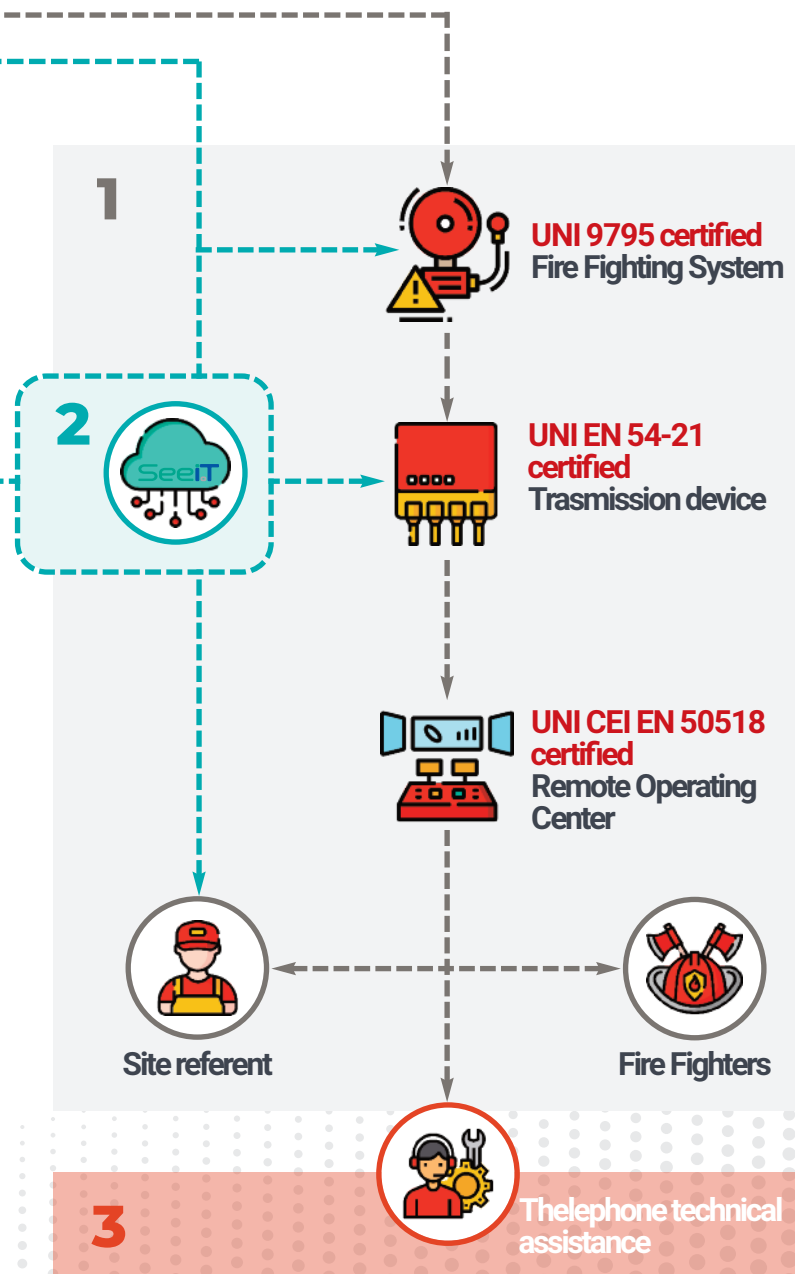 1
UNI 9795 certified
Fire Fighting System
2
SeeiT
UNI EN 54-21
certified
Trasmission device
UNI CEI EN 50518
certified
Remote Operating
Center
Site referent
Fire Fighters
3
Thelephone technical
assistance